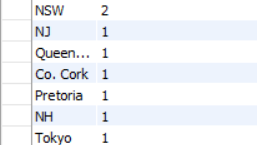 NSW 2
NJ 1
Queen... 1
Co. Cork 1
Pretoria 1
NH 1
Tokyo 1